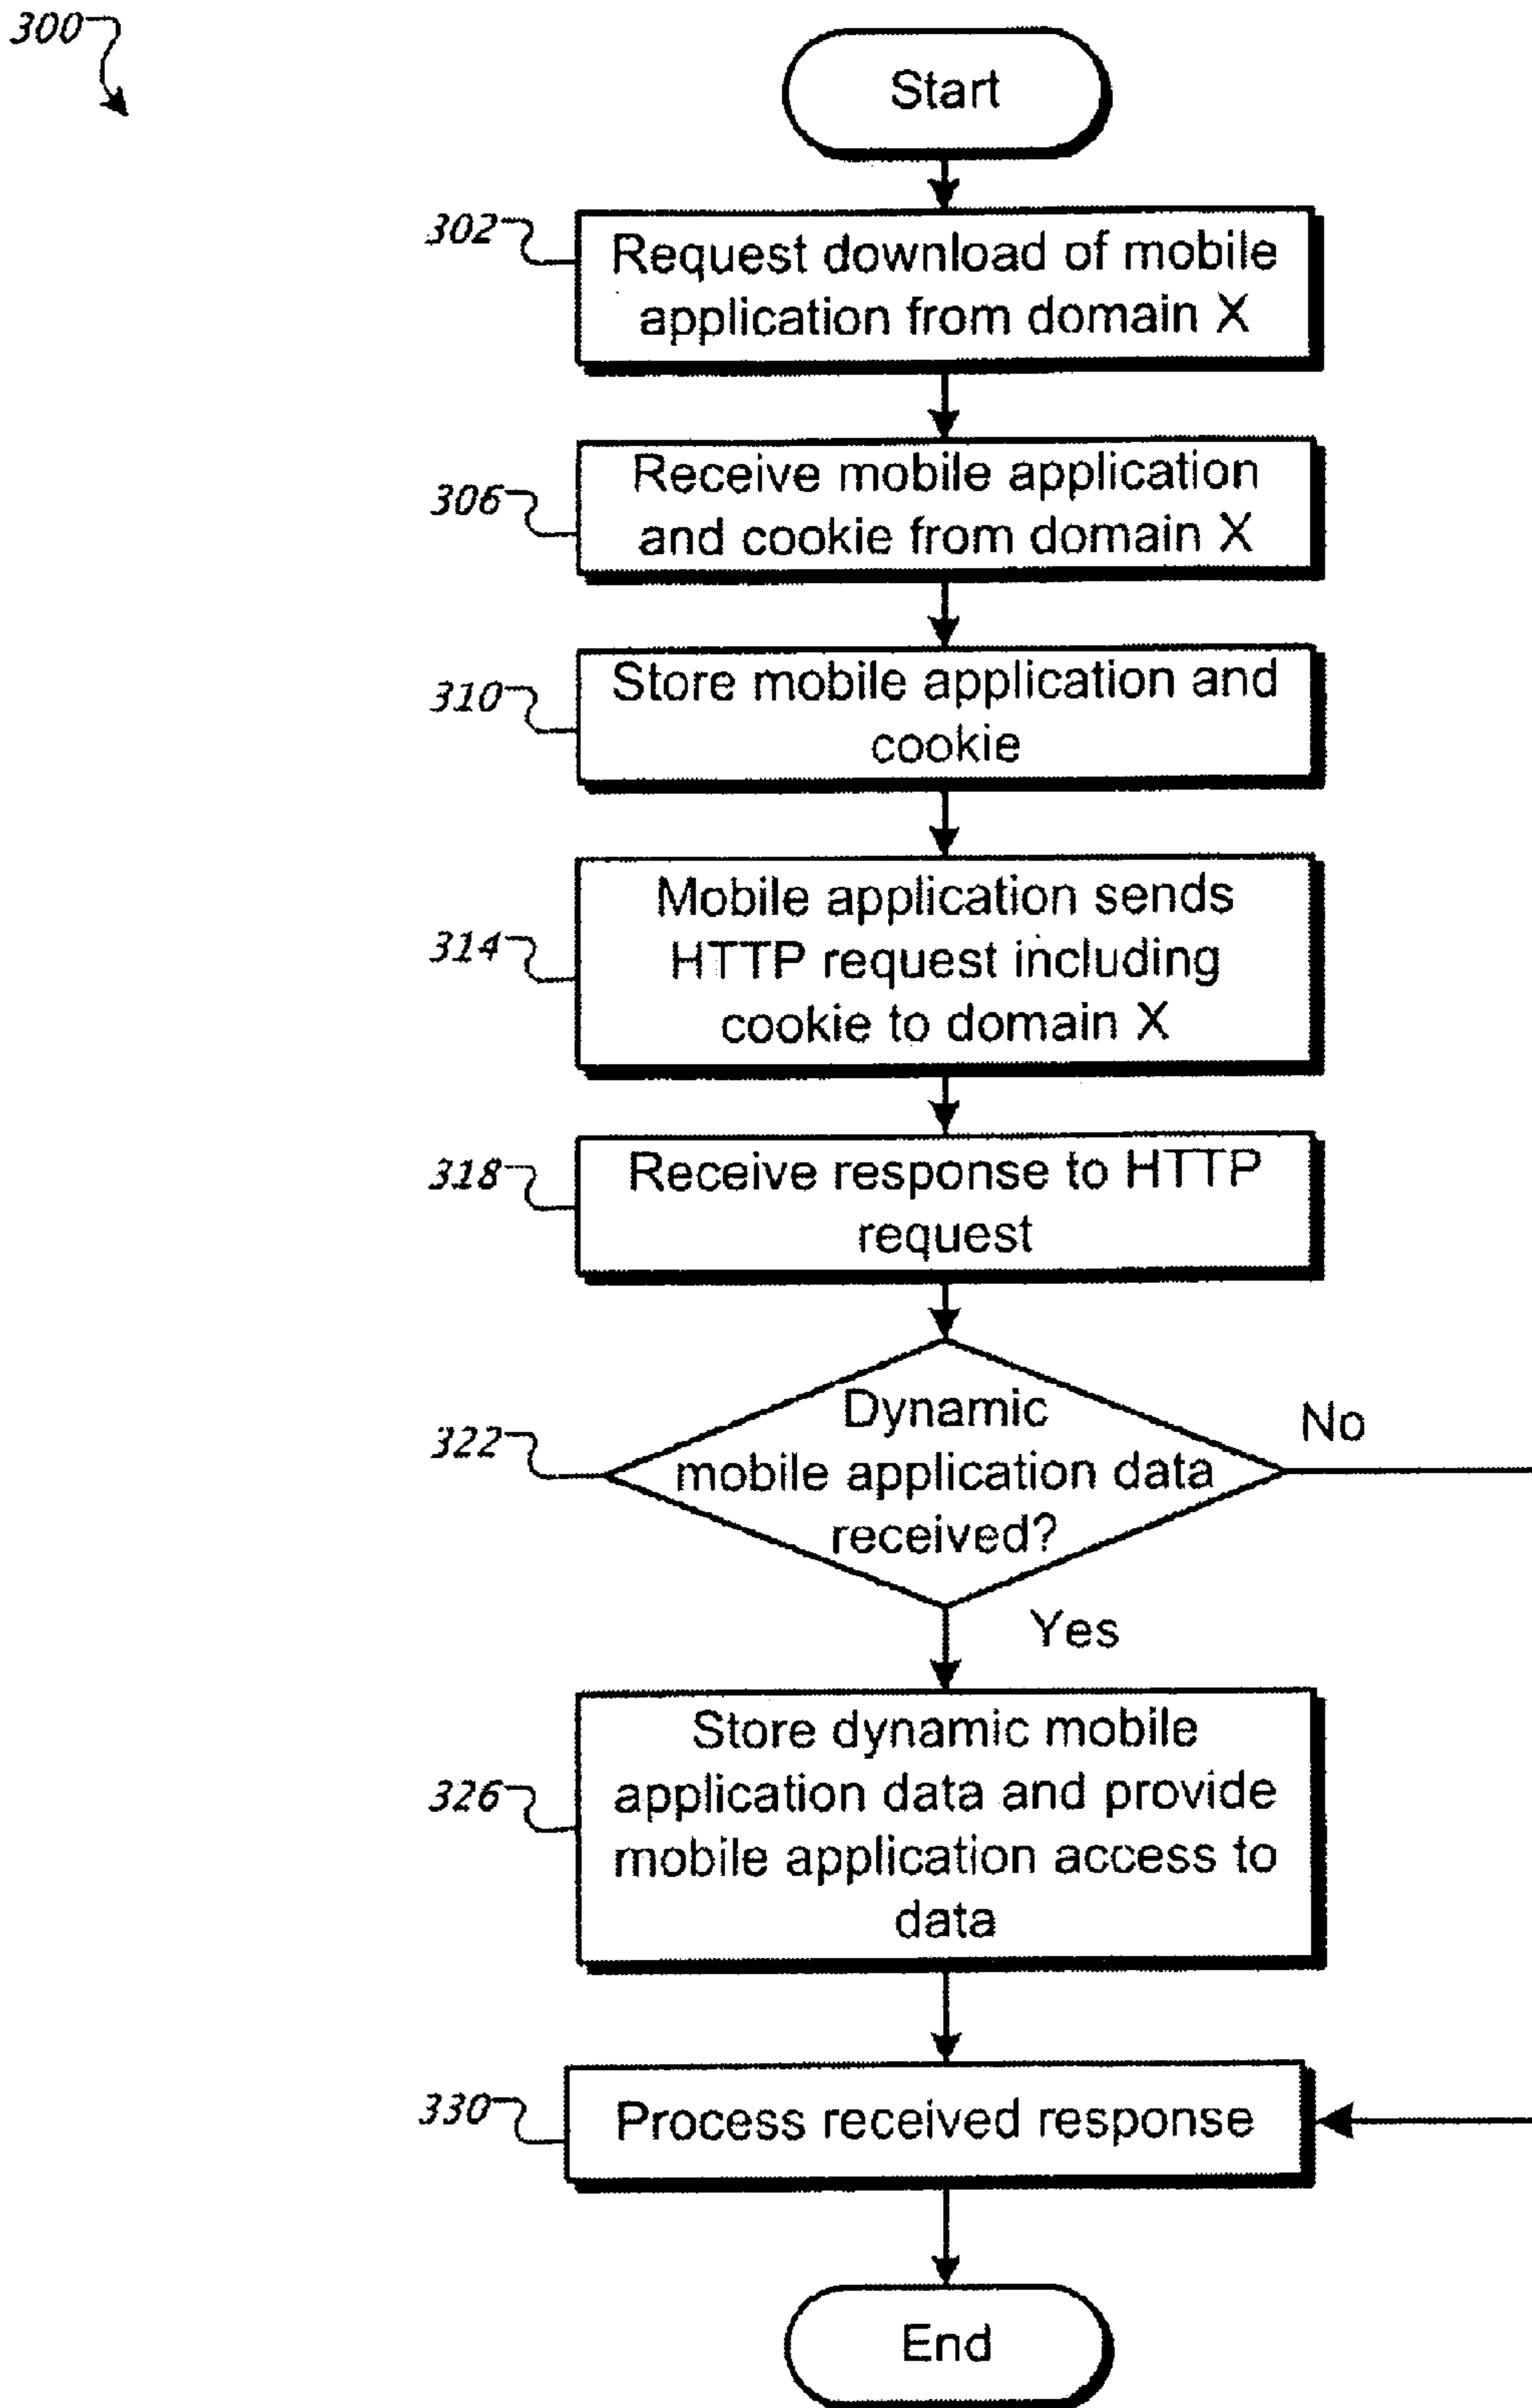 300
Start
302
Request download of mobile
application from domain X
306
Receive mobile application
and cookie from domain X
310
Store mobile application and
cookie
314
Mobile application sends
HTTP request including
cookie to domain X
318
Receive response to HTTP
request
322
Dynamic
mobile application data
received?
No
Yes
326
Store dynamic mobile
application data and provide
mobile application access to
data
330
Process received response
End